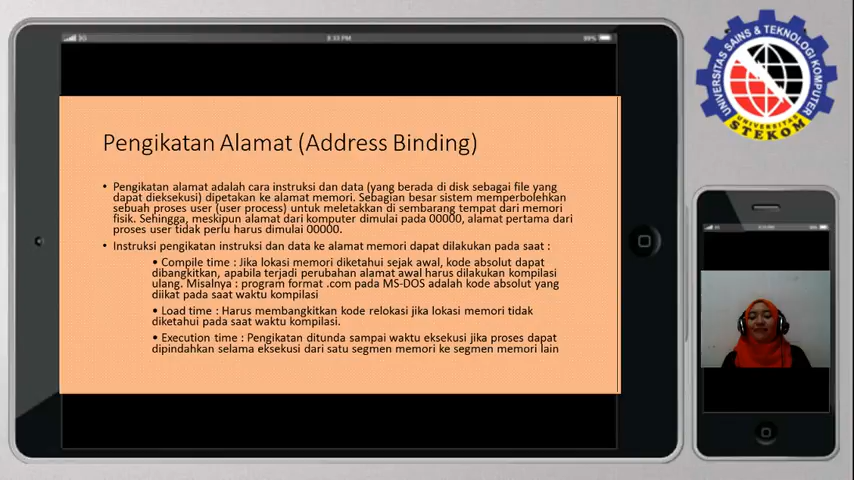 3G
8:33 PM
99%
Pengikatan Alamat (Address Binding)
• Pengikatan alamat adalah cara instruksi dan data (yang berada di disk sebagai file yang
dapat dieksekusi) dipetakan ke alamat memori. Sebagian besar sistem memperbolehkan
sebuah proses user (user process) untuk meletakkan di sembarang tempat dari memori
fisik. Sehingga, meskipun alamat dari komputer dimulai pada 00000, alamat pertama dari
proses user tidak perlu harus dimulai 00000.
• Instruksi pengikatan instruksi dan data ke alamat memori dapat dilakukan pada saat :
• Compile time : Jika lokasi memori diketahui sejak awal, kode absolut dapat
dibangkitkan, apabila terjadi perubahan alamat awal harus dilakukan kompilasi
ulang. Misalnya : program format .com pada MS-DOS adalah kode absolut yang
diikat pada saat waktu kompilasi
• Load time : Harus membangkitkan kode relokasi jika lokasi memori tidak
diketahui pada saat waktu kompilasi.
• Execution time : Pengikatan ditunda sampai waktu eksekusi jika proses dapat
dipindahkan selama eksekusi dari satu segmen memori ke segmen memori lain
UNIVERSITAS SAINS & TEKNOLOGI KOMPUTER
UNIVERSITAS
STEKOM